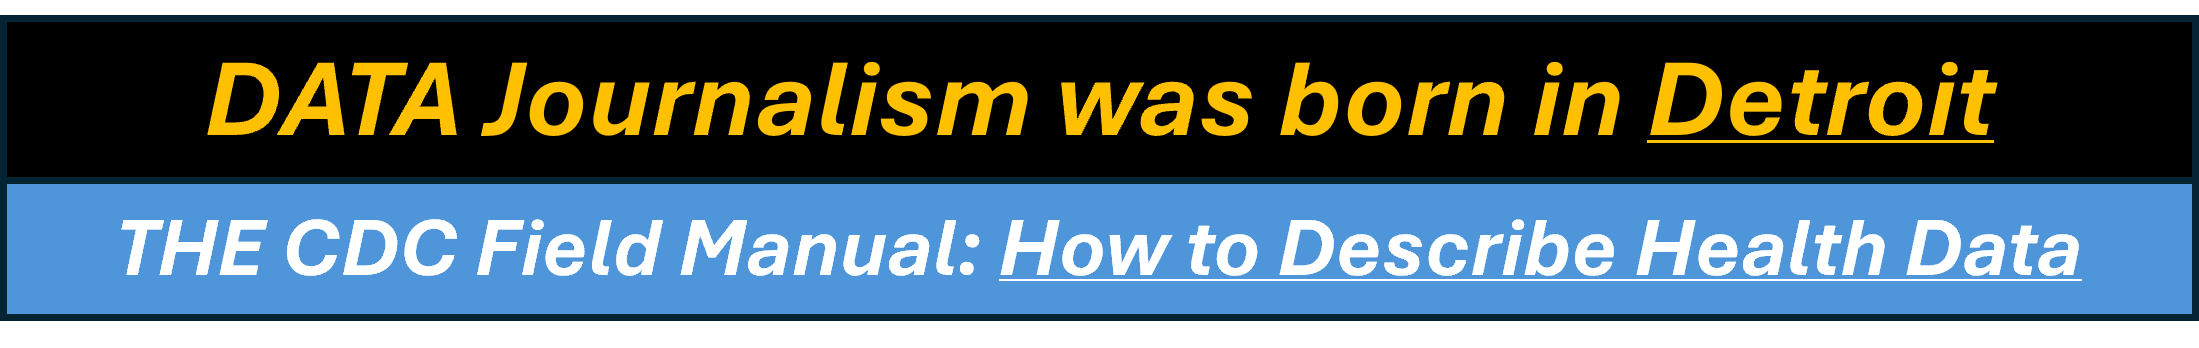 DATA Journalism was born in Detroit
THE CDC Field Manual: How to Describe Health Data